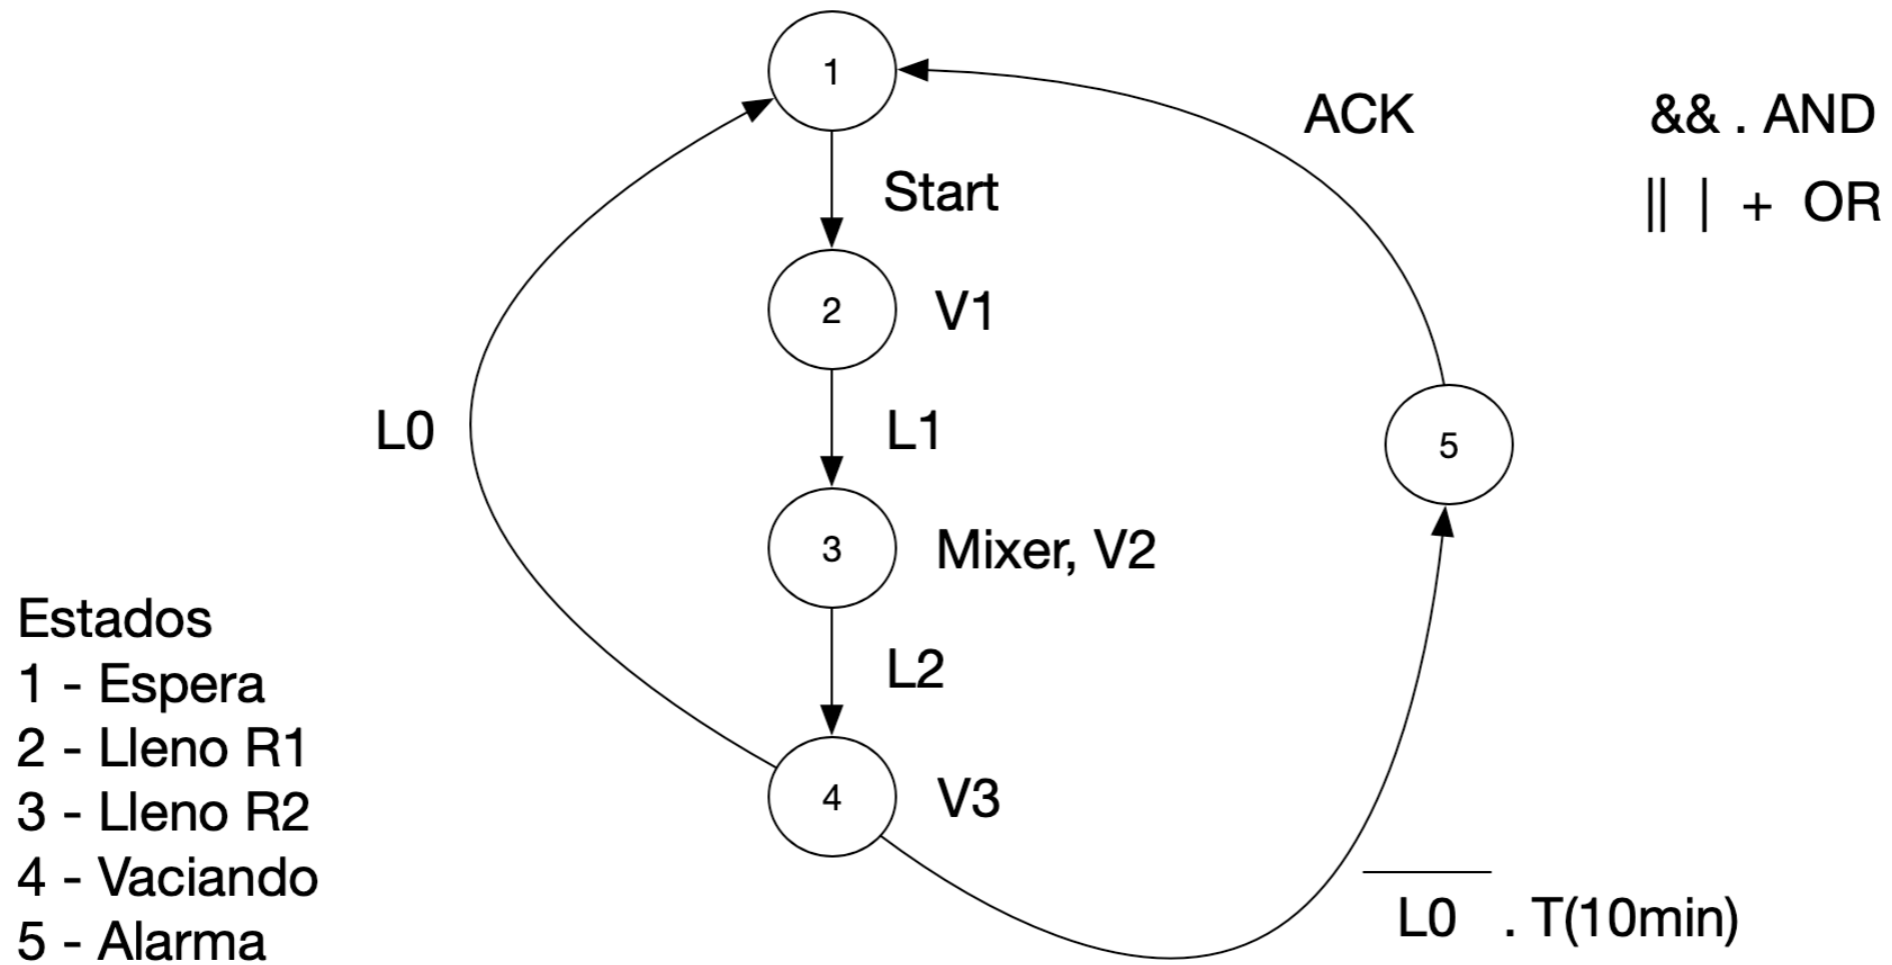 1
ACK
&& . AND
Start
|| | + OR
2
V1
L0
L1
5
3
Mixer, V2
Estados
1 - Espera
2 - Lleno R1
3 - Lleno R2
4 - Vaciando
5 - Alarma
L2
4
V3
L̅0̅ . T(10min)